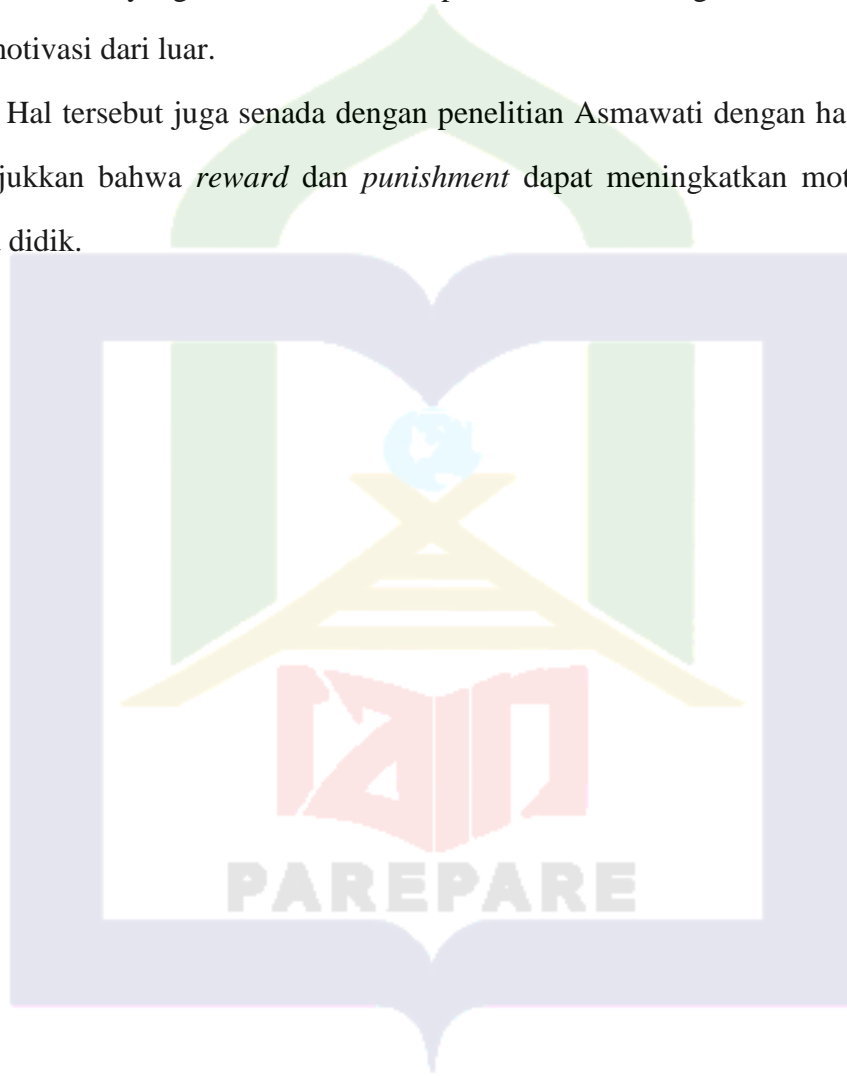 motivasi dari luar.
Hal tersebut juga senada dengan penelitian Asmawati dengan ha
jukkan bahwa reward dan punishment dapat meningkatkan mot
didik.
iain
PAREPARE